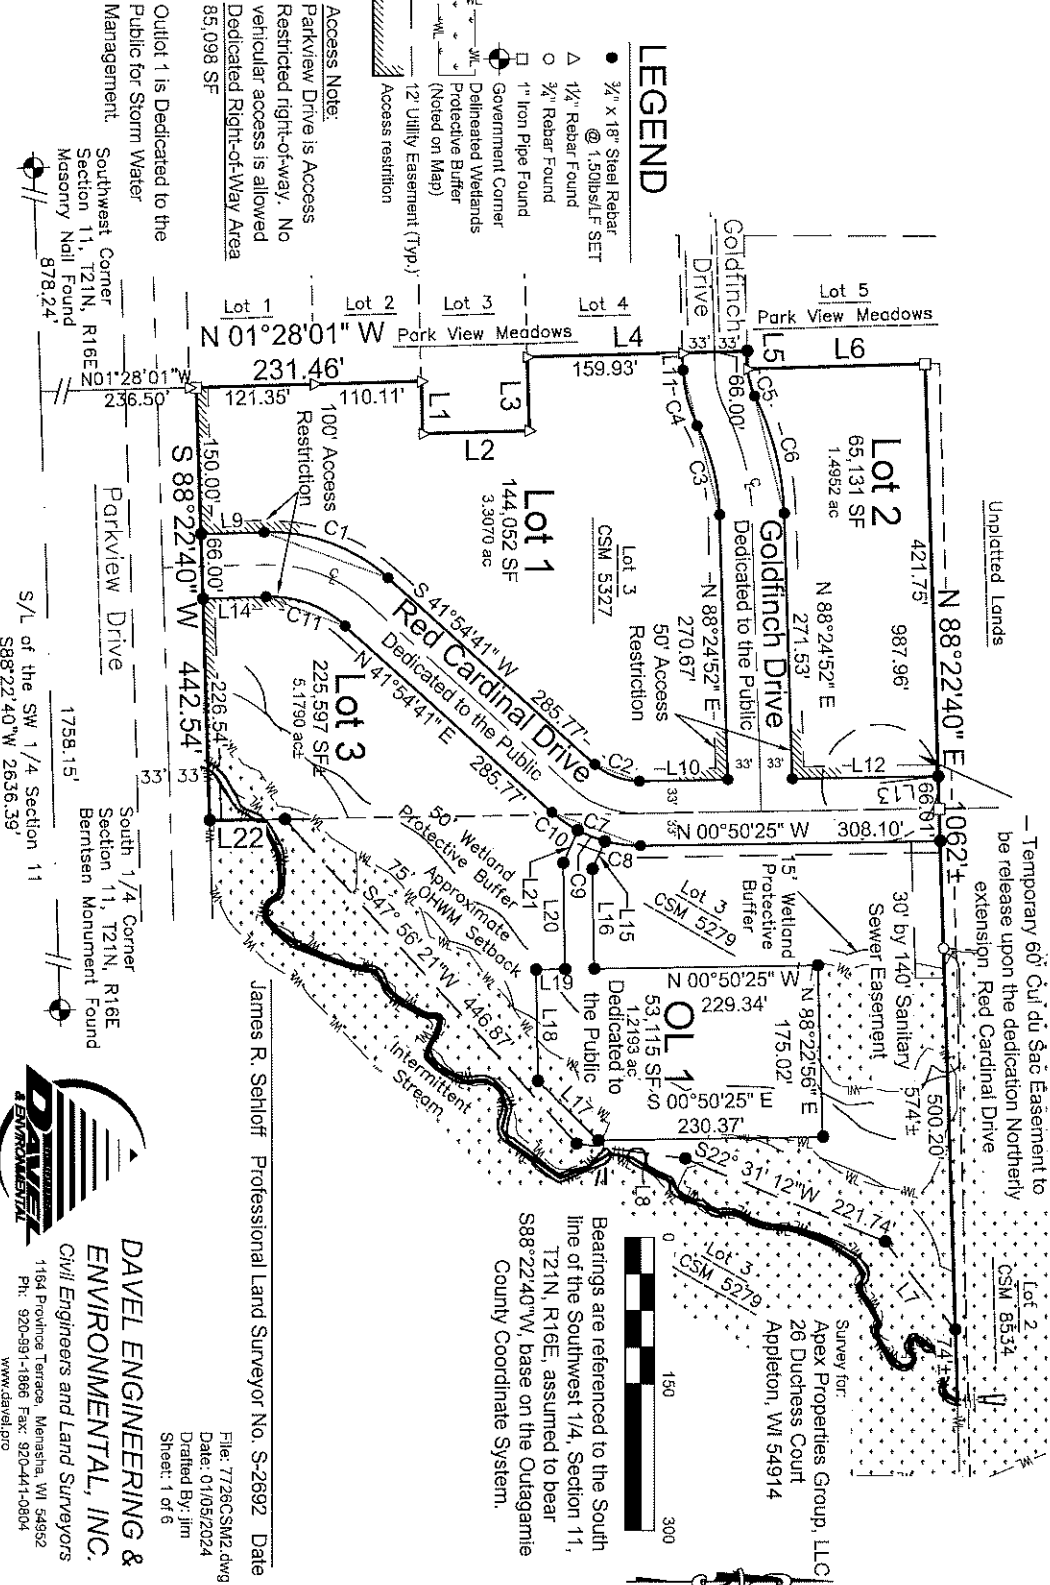 LEGEND
¾" x 18" Steel Rebar
@ 1.50lbs/LF SET
1¼" Rebar Found
¾" Rebar Found
1" Iron Pipe Found
Government Corner
Delineated Wetlands
Protective Buffer
(Noted on Map)
12' Utility Easement (Typ.)
Access restrition
Access Note:
Parkview Drive is Access
Restricted right-of-way. No
vehicular access is allowed
Dedicated Right-of-Way Area
85,098 SF
Outlot 1 is Dedicated to the
Public for Storm Water
Management.
Southwest Corner
Section 11, T21N, R16E
Masonry Nail Found
878.24'
N01°28'01"W
236.50'
Lot 1
Lot 2
Lot 3
Lot 4
Park View Meadows
Lot 5
Park View Meadows
N 01°28'01" W
231.46'
121.35'
110.11'
L1
L2
L3
L4
159.93'
Goldfinch
Drive
33'
33'
L5
66.00'
L6
L11
C4
C3
C5
C6
Lot 2
65,131 SF
1.4952 ac
421.75'
Unplatted Lands
N 88°22'40" E
1062'±
987.96'
N 88°24'52" E
271.53'
Goldfinch Drive
Dedicated to the Public
N 88°24'52" E
270.67'
50' Access
Restriction
33'
33'
L10
L12
L13
66.01'
Lot 1
144,052 SF
3.3070 ac
Lot 3
CSM 5327
100' Access
Restriction
150.00'
L9
C1
66.00'
L14
C11
S 88°22'40" W
442.54'
226.54'
S 41°54'41" W
285.77'
Red Cardinal Drive
Dedicated to the Public
N 41°54'41" E
285.77'
C2
33'
33'
Lot 3
225,597 SF±
5.1790 ac±
Parkview Drive
33'
33'
1758.15'
S/L of the SW 1/4 Section 11
S88°22'40"W 2636.39'
South 1/4 Corner
Section 11, T21N, R16E
Berntsen Monument Found
L22
C10
C7
C8
C9
N 00°50'25" W
308.10'
L21
L20
L15
L16
L19
L18
L17
50' Wetland
Protective Buffer
75' OHWM Setback
Approximate
S47° 56' 21"W
446.87'
Intermittent
Stream
Lot 3
CSM 5279
15' Wetland
Protective
Buffer
30' by 140' Sanitary
Sewer Easement
Temporary 60' Cul du Sac Easement to
be release upon the dedication Northerly
extension Red Cardinal Drive
N 00°50'25" W
229.34'
OL 1
53,115 SF
1.2193 ac
Dedicated to
the Public
N 88°22'56" E
175.02'
S 00°50'25" E
230.37'
574'±
500.20'
L8
S22° 31' 12"W
221.74'
L7
74'±
Lot 2
CSM 8534
Lot 3
CSM 5279
0
150
300
Bearings are referenced to the South
line of the Southwest 1/4, Section 11,
T21N, R16E, assumed to bear
S88°22'40"W, base on the Outagamie
County Coordinate System.
Survey for:
Apex Properties Group, LLC
26 Duchess Court
Appleton, WI 54914
James R. Sehloff Professional Land Surveyor No. S-2692 Date
DAVEL
& ENVIRONMENTAL
DAVEL ENGINEERING &
ENVIRONMENTAL, INC.
Civil Engineers and Land Surveyors
1164 Province Terrace, Menasha, WI 54952
Ph: 920-991-1866 Fax: 920-441-0804
www.davel.pro
File: 7726CSM2.dwg
Date: 01/05/2024
Drafted By: jim
Sheet: 1 of 6